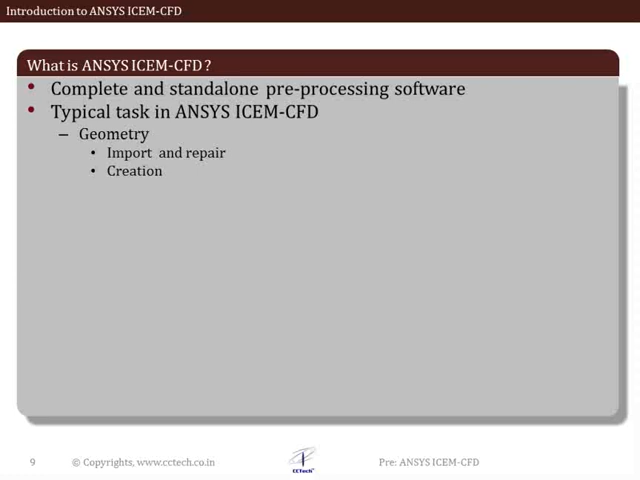 Introduction to ANSYS ICEM-CFD
What is ANSYS ICEM-CFD ?
• Complete and standalone pre-processing software
• Typical task in ANSYS ICEM-CFD
– Geometry
• Import and repair
• Creation
9
© Copyrights, www.cctech.co.in
CCTech™
Pre: ANSYS ICEM-CFD